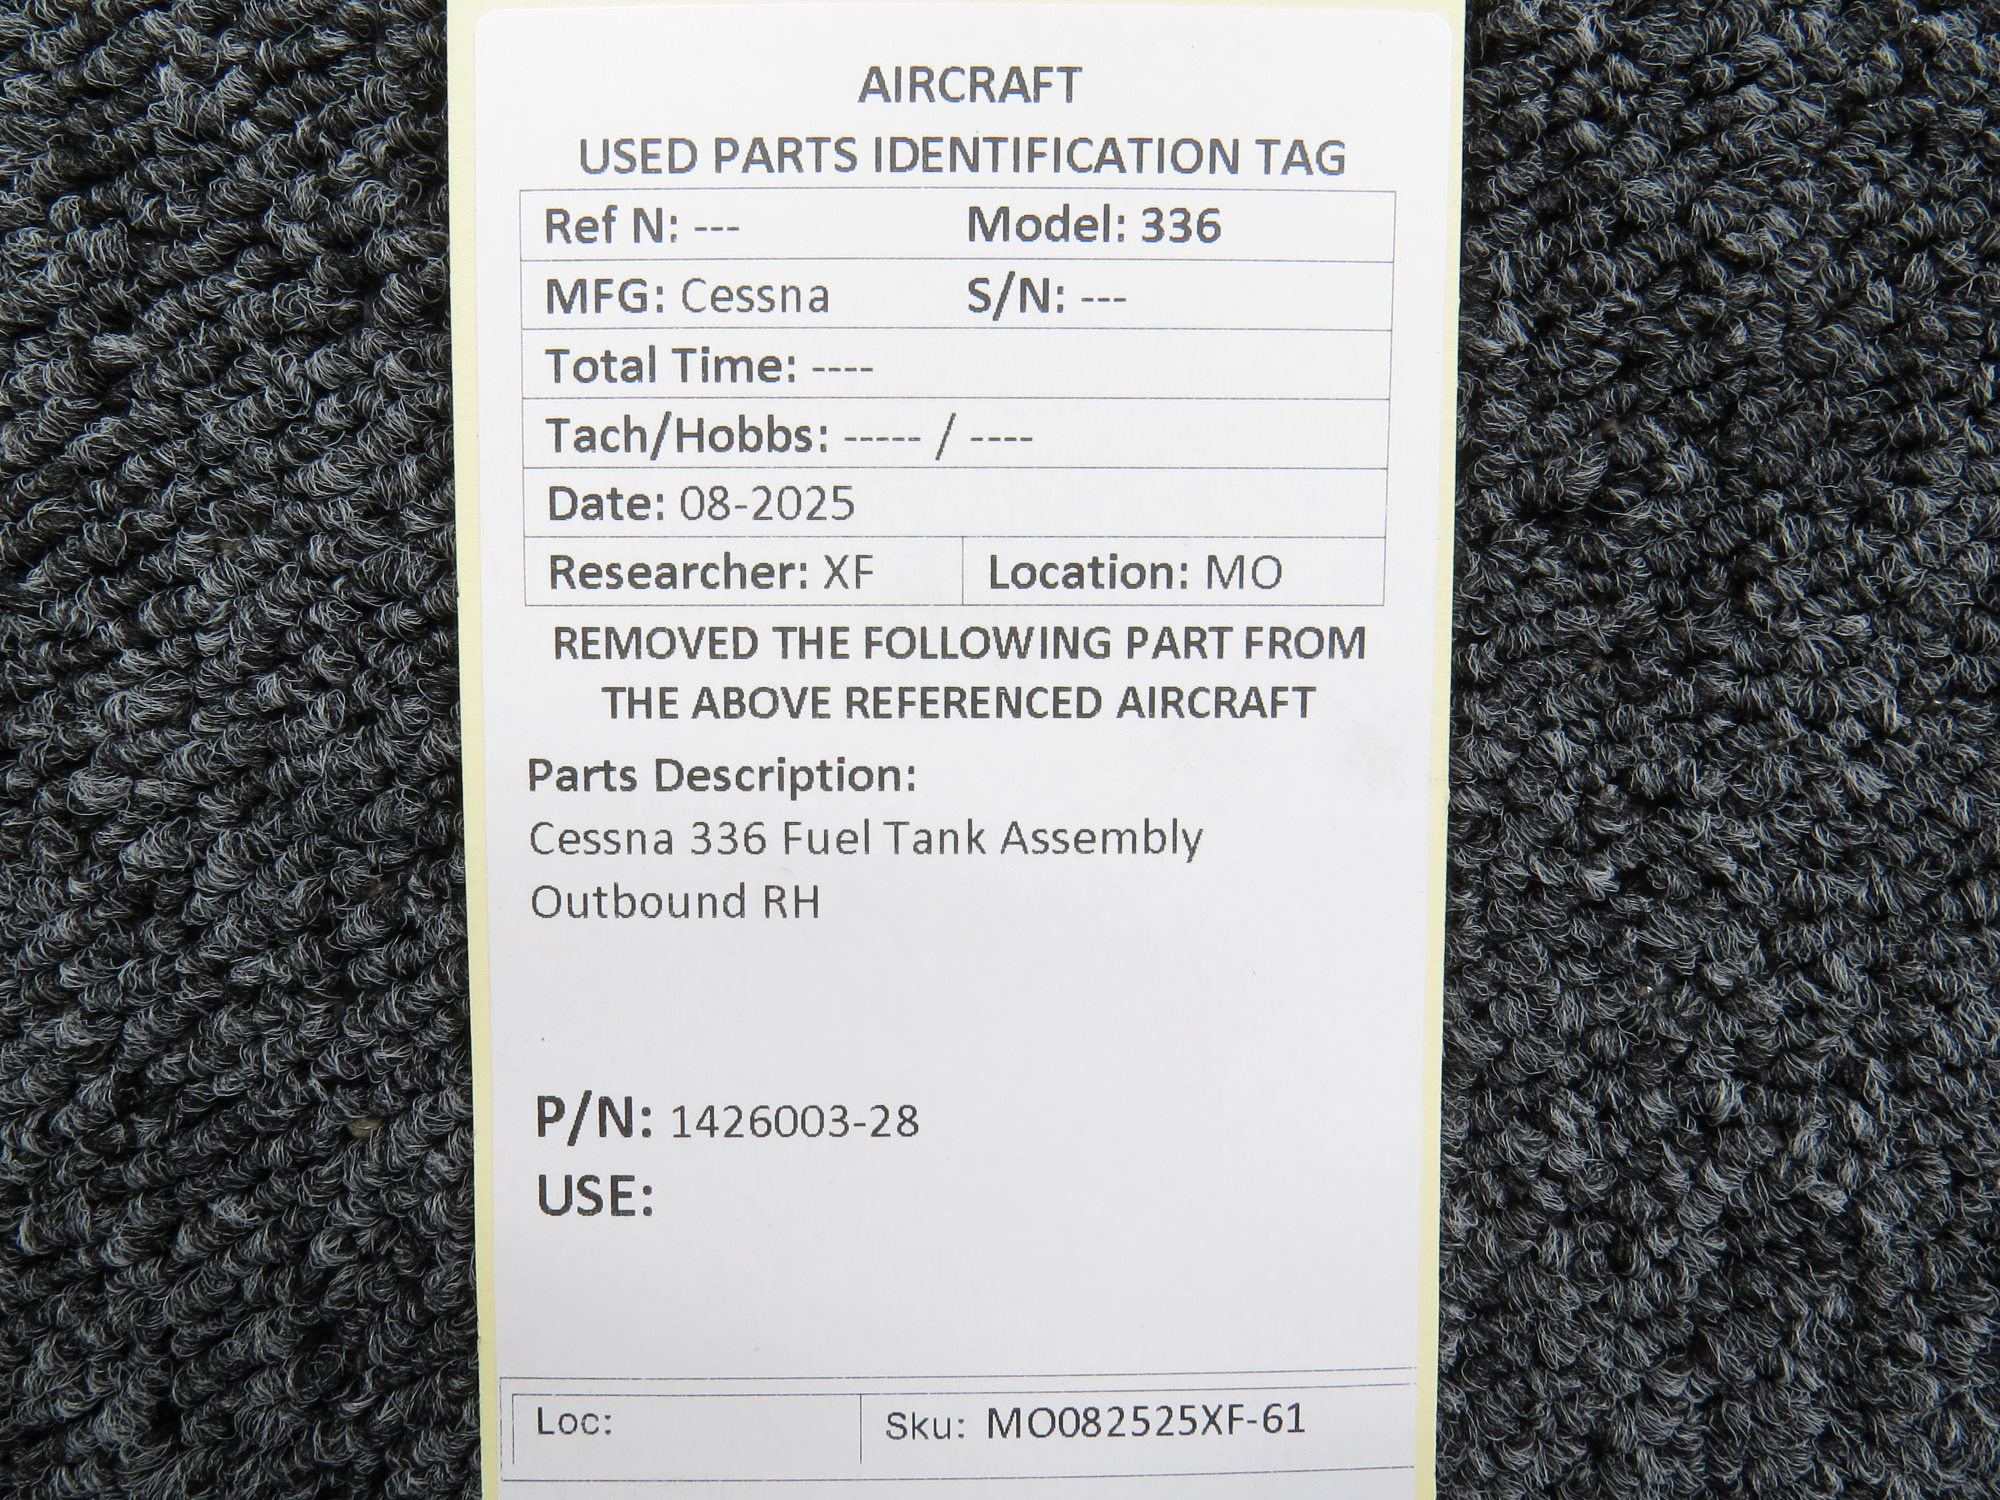 AIRCRAFT
USED PARTS IDENTIFICATION TAG
Ref N: --- Model: 336
MFG: Cessna S/N: ---
Total Time: ----
Tach/Hobbs: ----- / ----
Date: 08-2025
Researcher: XF Location: MO
REMOVED THE FOLLOWING PART FROM
THE ABOVE REFERENCED AIRCRAFT
Parts Description:
Cessna 336 Fuel Tank Assembly
Outbound RH
P/N: 1426003-28
USE:
Loc: Sku: MO082525XF-61